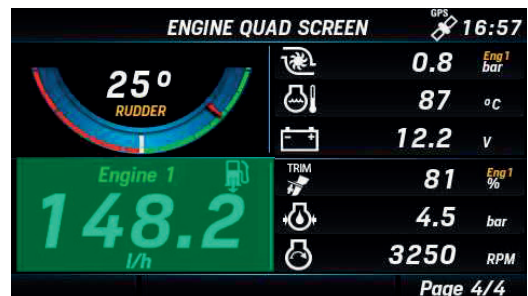 ENGINE QUAD SCREEN
GPS
16:57
25°
RUDDER
0.8 Eng1 bar
87 °C
12.2 V
Engine 1
148.2
l/h
TRIM
81 Eng1 %
4.5 bar
3250 RPM
Page 4/4